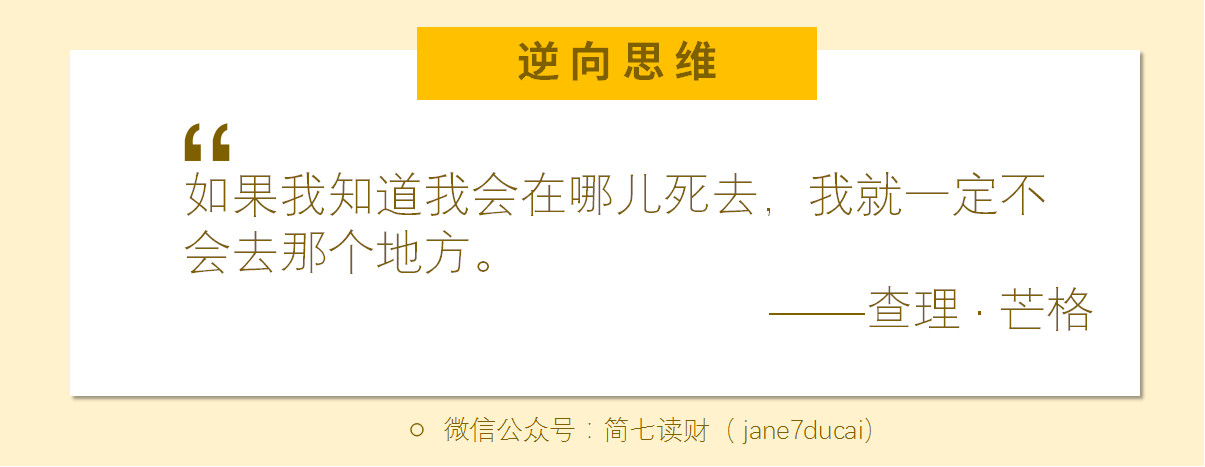 逆向思维
“
如果我知道我会在哪儿死去，我就一定不
会去那个地方。
——查理·芒格
微信公众号：简七读财（jane7ducai）